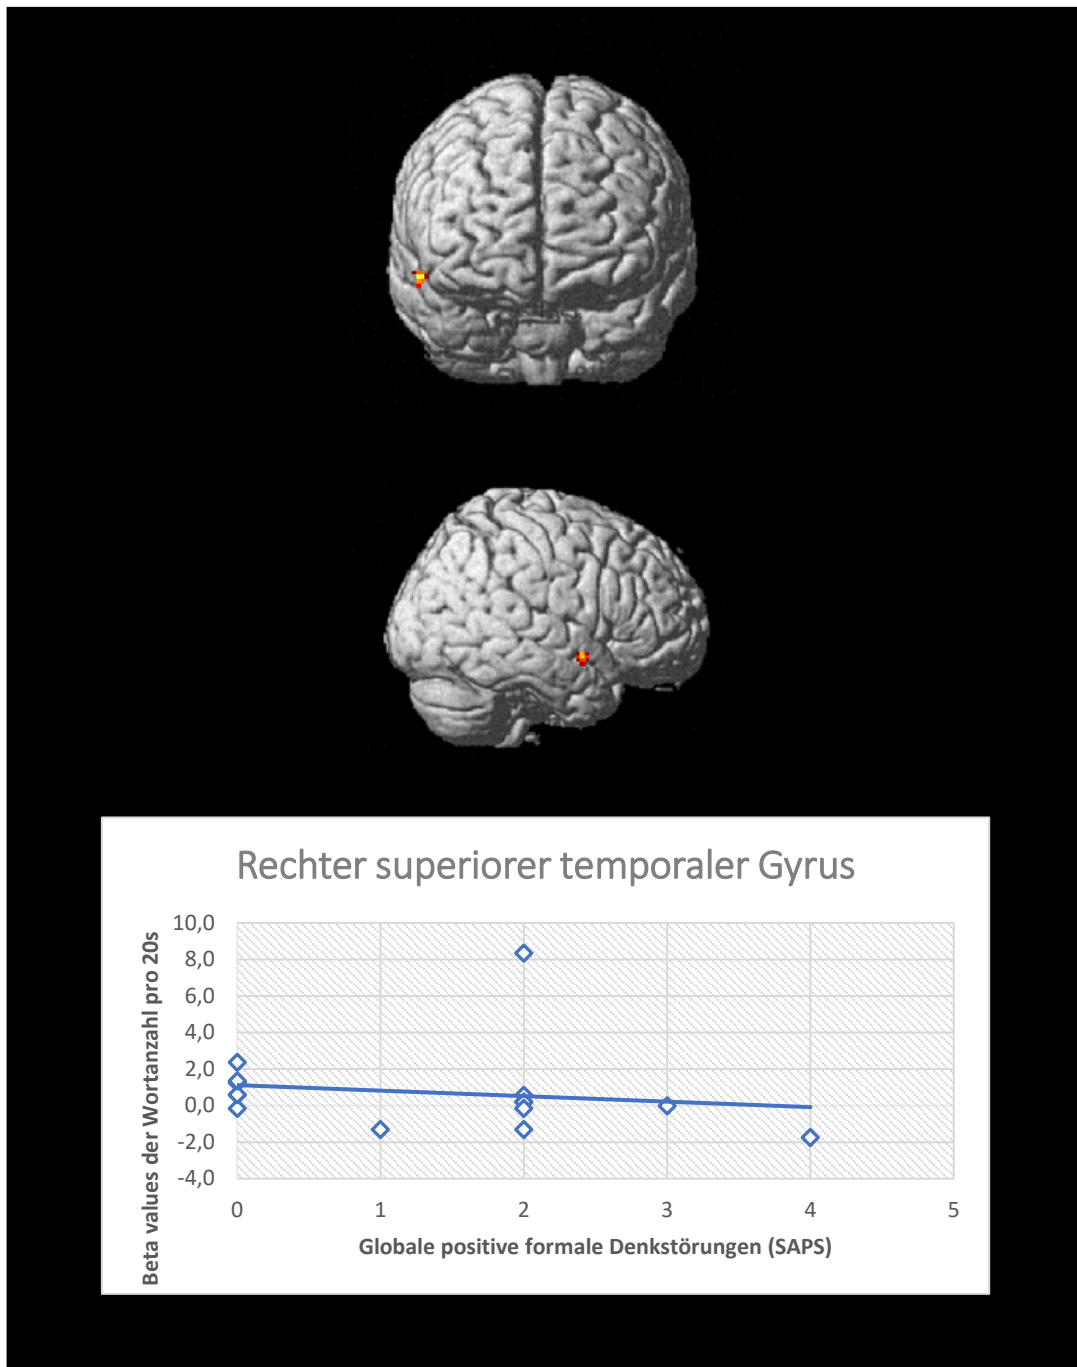 Rechter superiorer temporaler Gyrus
Beta values der Wortanzahl pro 20s
10,0
8,0
6,0
4,0
2,0
0,0
-2,0
-4,0
0 1 2 3 4 5
Globale positive formale Denkstörungen (SAPS)